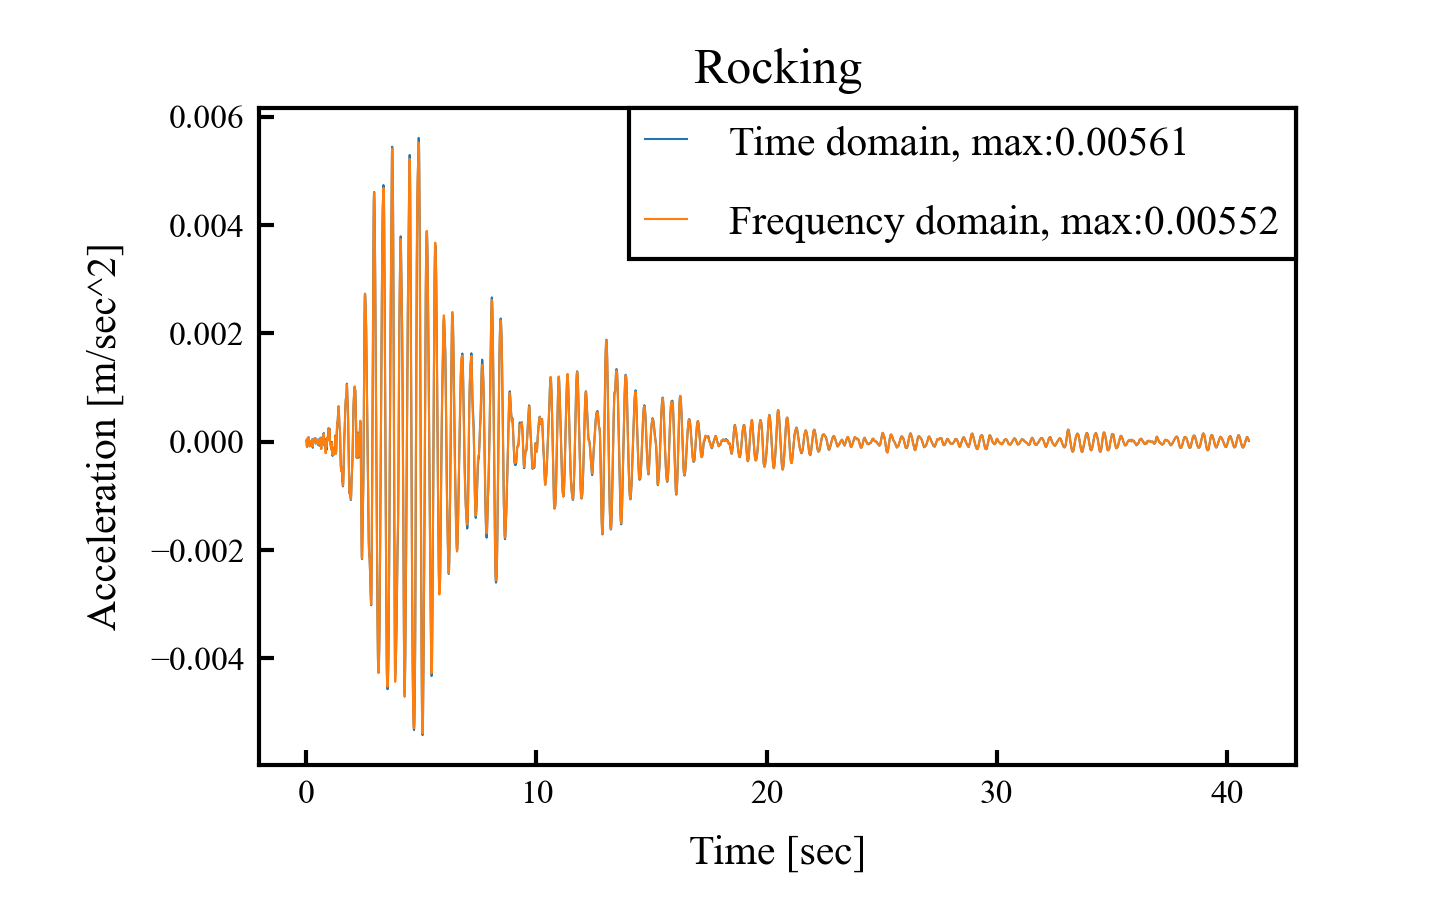 Rocking
0.006
0.004
0.002
0.000
−0.002
−0.004
Acceleration [m/sec^2]
Time domain, max:0.00561
Frequency domain, max:0.00552
0 10 20 30 40
Time [sec]